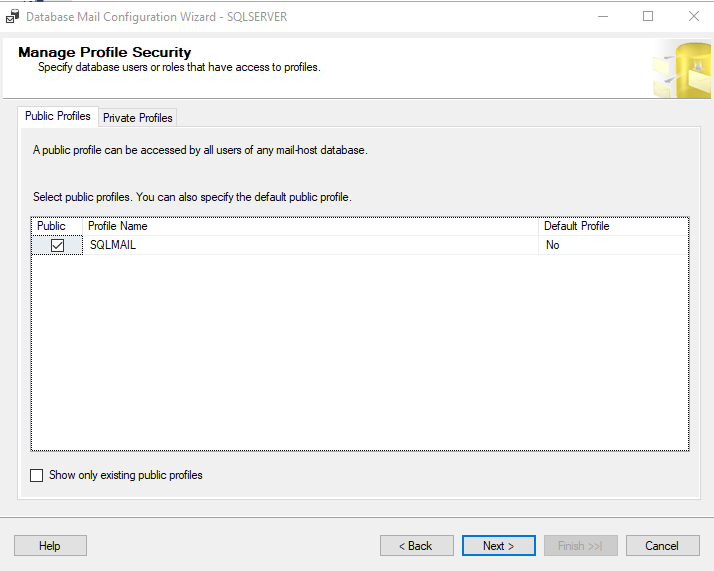 Database Mail Configuration Wizard - SQLSERVER
Manage Profile Security
Specify database users or roles that have access to profiles.
Public Profiles
Private Profiles
A public profile can be accessed by all users of any mail-host database.
Select public profiles. You can also specify the default public profile.
Public Profile Name Default Profile
SQLMAIL No
Show only existing public profiles
Help < Back Next > Finish >>| Cancel